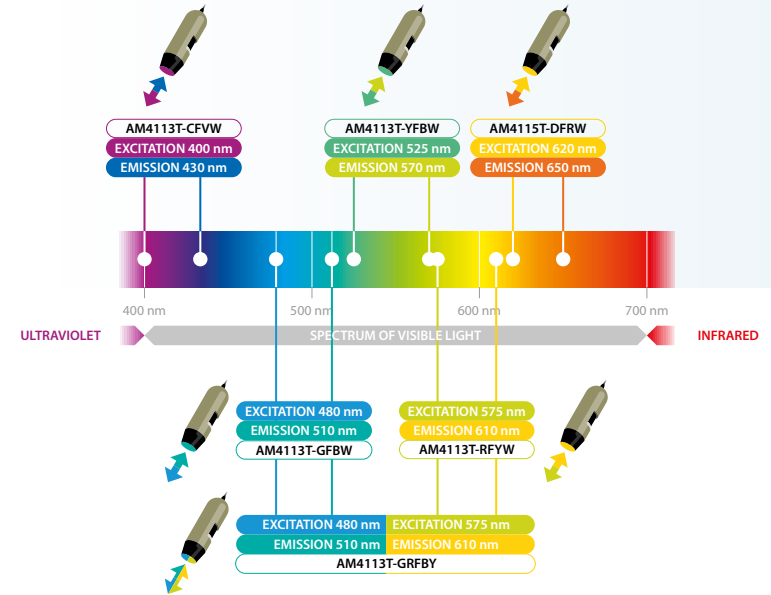 AM4113T-CFVW
EXCITATION 400 nm
EMISSION 430 nm
AM4113T-YFBW
EXCITATION 525 nm
EMISSION 570 nm
AM4115T-DFRW
EXCITATION 620 nm
EMISSION 650 nm
400 nm
500 nm
600 nm
700 nm
ULTRAVIOLET
SPECTRUM OF VISIBLE LIGHT
INFRARED
EXCITATION 480 nm
EMISSION 510 nm
AM4113T-GFBW
EXCITATION 575 nm
EMISSION 610 nm
AM4113T-RFYW
EXCITATION 480 nm
EXCITATION 575 nm
EMISSION 510 nm
EMISSION 610 nm
AM4113T-GRFBY